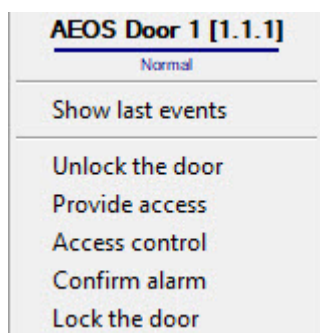 AEOS Door 1 [1.1.1]
Normal
Show last events
Unlock the door
Provide access
Access control
Confirm alarm
Lock the door